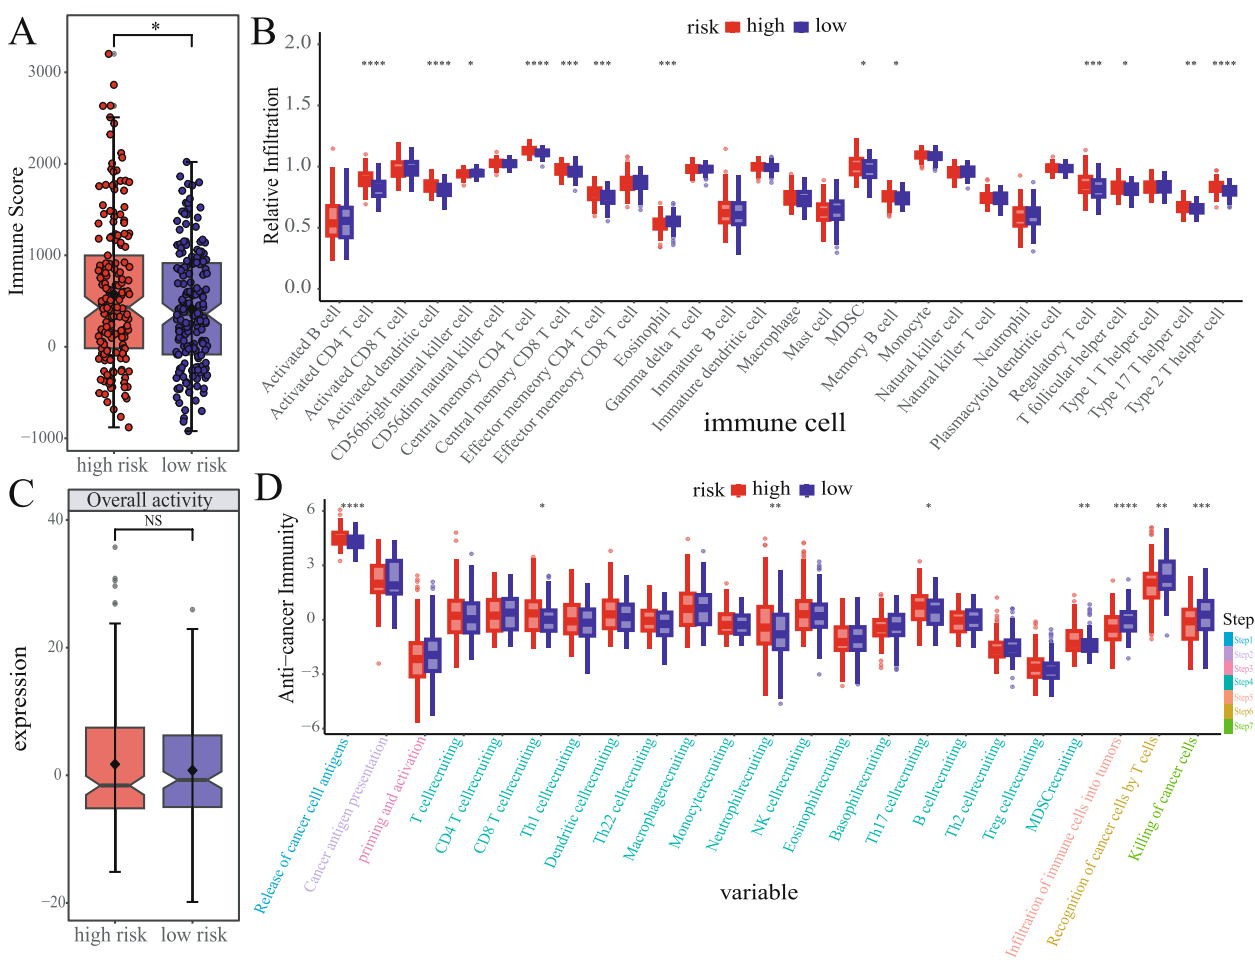 A
*
3000
2000
1000
0
−1000
Immune Score
high risk
low risk
B
risk high low
2.0
1.5
1.0
0.5
0.0
Relative Infiltration
**** **** * **** *** *** *** * * *** * ** ****
Activated B cell
Activated CD4 T cell
Activated CD8 T cell
Activated dendritic cell
CD56bright natural killer cell
CD56dim natural killer cell
Central memory CD4 T cell
Central memory CD8 T cell
Effector memory CD4 T cell
Effector memory CD8 T cell
Eosinophil
Gamma delta T cell
Immature B cell
Immature dendritic cell
Macrophage
Mast cell
MDSC
Memory B cell
Monocyte
Natural killer cell
Natural killer T cell
Neutrophil
Plasmacytoid dendritic cell
Regulatory T cell
T follicular helper cell
Type 1 T helper cell
Type 17 T helper cell
Type 2 T helper cell
immune cell
C
Overall activity
NS
40
20
0
−20
expression
high risk
low risk
D
risk high low
6
3
0
−3
−6
Anti−cancer Immunity
**** * ** * ** **** ** ***
Release of cancer celll antigens
Cancer antigen presentation
priming and activation
T cellrecruiting
CD4 T cellrecruiting
CD8 T cellrecruiting
Th1 cellrecruiting
Dendritic cellrecruiting
Th22 cellrecruiting
Macrophagerecruiting
Monocyterecruiting
Neutrophilrecruiting
NK cellrecruiting
Eosinophilrecruiting
Basophilrecruiting
Th17 cellrecruiting
B cellrecruiting
Th2 cellrecruiting
Treg cellrecruiting
MDSCrecruiting
Infiltration of immune cells into tumors
Recognition of cancer cells by T cells
Killing of cancer cells
variable
Step
Step1
Step2
Step3
Step4
Step5
Step6
Step7